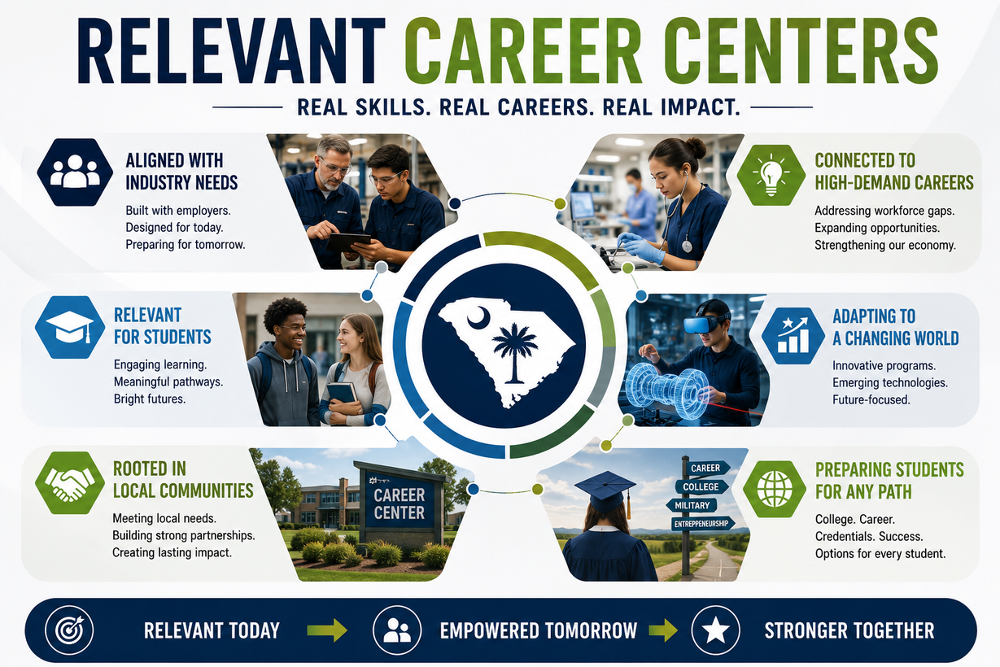 RELEVANT CAREER CENTERS
REAL SKILLS. REAL CAREERS. REAL IMPACT.
ALIGNED WITH
INDUSTRY NEEDS
Built with employers.
Designed for today.
Preparing for tomorrow.
CONNECTED TO
HIGH-DEMAND CAREERS
Addressing workforce gaps.
Expanding opportunities.
Strengthening our economy.
RELEVANT
FOR STUDENTS
Engaging learning.
Meaningful pathways.
Bright futures.
ADAPTING TO
A CHANGING WORLD
Innovative programs.
Emerging technologies.
Future-focused.
ROOTED IN
LOCAL COMMUNITIES
Meeting local needs.
Building strong partnerships.
Creating lasting impact.
CAREER
CENTER
CAREER
COLLEGE
MILITARY
ENTREPRENEURSHIP
PREPARING STUDENTS
FOR ANY PATH
College. Career.
Credentials. Success.
Options for every student.
RELEVANT TODAY
EMPOWERED TOMORROW
STRONGER TOGETHER